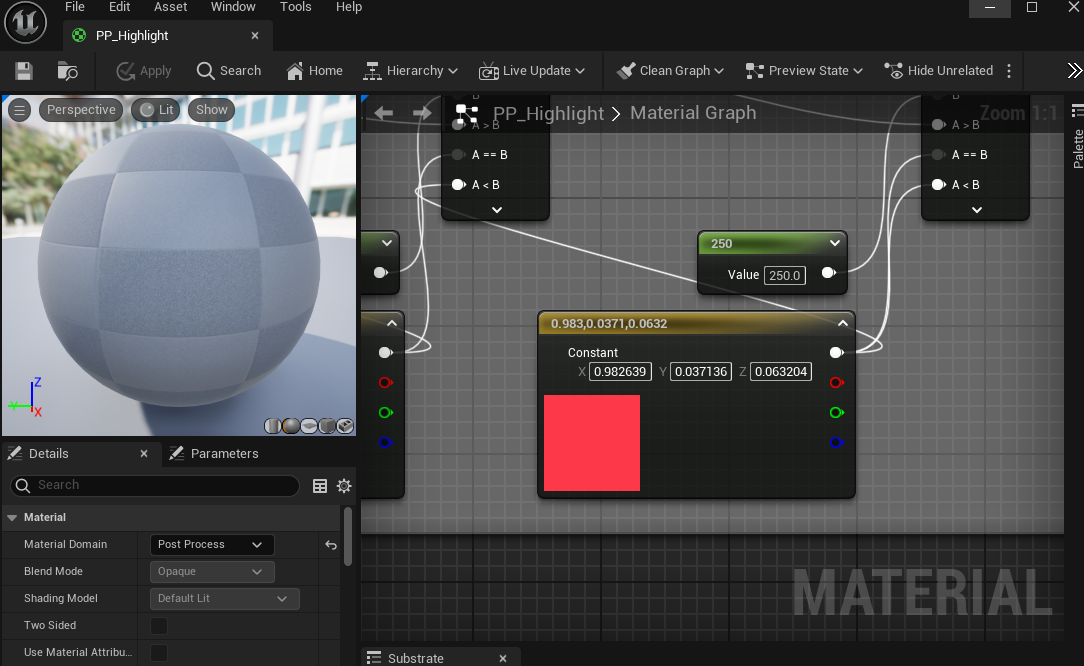 File Edit Asset Window Tools Help
PP_Highlight
Apply Search Home Hierarchy Live Update Clean Graph Preview State Hide Unrelated
Perspective Lit Show
PP_Highlight Material Graph Zoom 1:1
Palette
A > B
A == B
A < B
B
A > B
A == B
A < B
250
Value 250.0
0.983,0.0371,0.0632
Constant
X 0.982639 Y 0.037136 Z 0.063204
Z
Y
X
Details Parameters
Search
Material
Material Domain Post Process
Blend Mode Opaque
Shading Model Default Lit
Two Sided
Use Material Attribu...
MATERIAL
Substrate